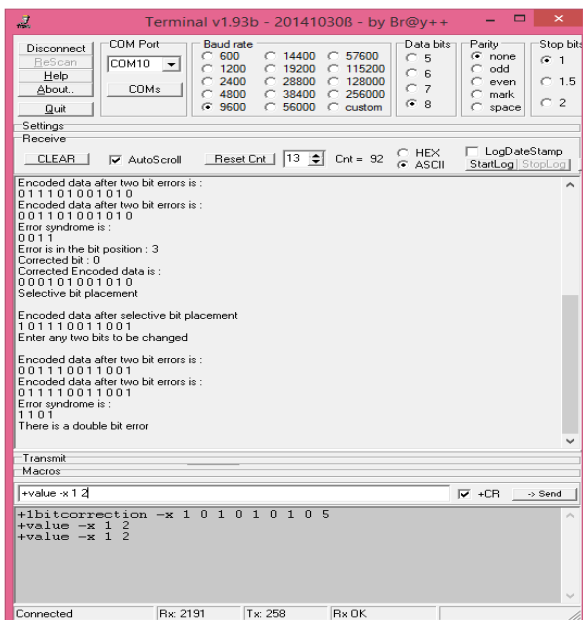 Terminal v1.93b - 20141030ß - by Br@y++
Disconnect
ReScan
Help
About..
Quit
COM Port
COM10
COMs
Baud rate
600 14400 57600
1200 19200 115200
2400 28800 128000
4800 38400 256000
9600 56000 custom
Data bits
5
6
7
8
Parity
none
odd
even
mark
space
Stop bits
1
1.5
2
Settings
Receive
CLEAR AutoScroll Reset Cnt 13 Cnt = 92 HEX ASCII LogDateStamp StartLog StopLog
Encoded data after two bit errors is :
0 1 1 1 0 1 0 0 1 0 1 0
Encoded data after two bit errors is :
0 0 1 1 0 1 0 0 1 0 1 0
Error syndrome is :
0 0 1 1
Error is in the bit position : 3
Corrected bit : 0
Corrected Encoded data is :
0 0 0 1 0 1 0 0 1 0 1 0
Selective bit placement
Encoded data after selective bit placement
1 0 1 1 1 0 0 1 1 0 0 1
Enter any two bits to be changed
Encoded data after two bit errors is :
0 0 1 1 1 0 0 1 1 0 0 1
Encoded data after two bit errors is :
0 1 1 1 1 0 0 1 1 0 0 1
Error syndrome is :
1 1 0 1
There is a double bit error
Transmit
Macros
+value -x 1 2 +CR -> Send
+1bitcorrection -x 1 0 1 0 1 0 1 0 5
+value -x 1 2
+value -x 1 2
Connected Rx: 2191 Tx: 258 Rx OK